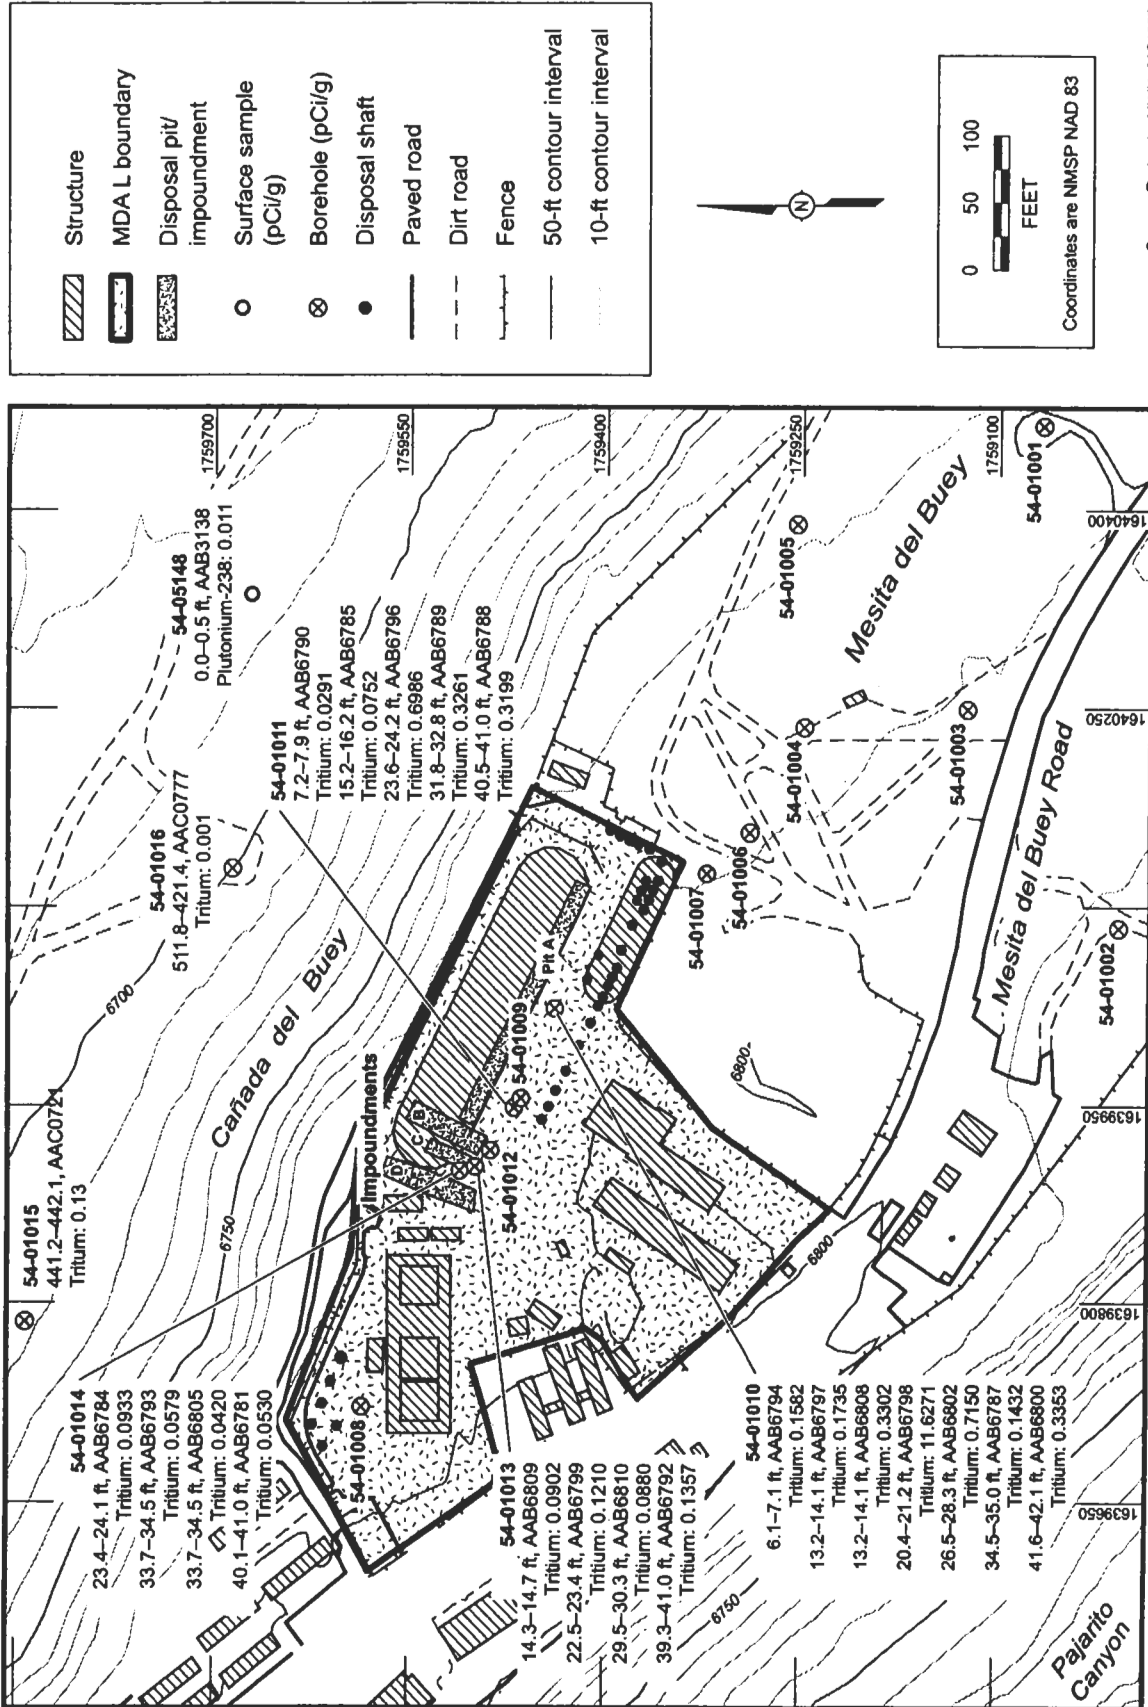 54-01015
441.2–442.1, AAC0721
Tritum: 0.13
54-01016
511.8–421.4, AAC0777
Tritum: 0.001
54-05148
0.0–0.5 ft, AAB3138
Plutonium-238: 0.011
1759700
6700
Cañada del Buey
6750
54-01014
23.4–24.1 ft, AAB6784
Tritium: 0.0933
33.7–34.5 ft, AAB6793
Tritium: 0.0579
33.7–34.5 ft, AAB6805
Tritium: 0.0420
40.1–41.0 ft, AAB6781
Tritium: 0.0530
54-01011
7.2–7.9 ft, AAB6790
Tritium: 0.0291
15.2–16.2 ft, AAB6785
Tritium: 0.0752
23.6–24.2 ft, AAB6796
Tritium: 0.6986
31.8–32.8 ft, AAB6789
Tritium: 0.3261
40.5–41.0 ft, AAB6788
Tritium: 0.3199
1759550
Impoundments
D
C
B
54-01008
54-01009
54-01012
Pit A
1759400
54-01013
14.3–14.7 ft, AAB6809
Tritium: 0.0902
22.5–23.4 ft, AAB6799
Tritium: 0.1210
29.5–30.3 ft, AAB6810
Tritium: 0.0880
39.3–41.0 ft, AAB6792
Tritium: 0.1357
54-01007
54-01006
54-01004
54-01005
1759250
6800
6800
6750
Mesita del Buey
54-01003
54-01010
6.1–7.1 ft, AAB6794
Tritium: 0.1582
13.2–14.1 ft, AAB6797
Tritium: 0.1735
13.2–14.1 ft, AAB6808
Tritium: 0.3302
20.4–21.2 ft, AAB6798
Tritium: 11.6271
26.5–28.3 ft, AAB6802
Tritium: 0.7150
34.5–35.0 ft, AAB6787
Tritium: 0.1432
41.6–42.1 ft, AAB6800
Tritium: 0.3353
1759100
54-01001
Mesita del Buey Road
54-01002
Pajarito
Canyon
1639650
1639800
1639950
1640250
1640400
Structure
MDA L boundary
Disposal pit/
impoundment
Surface sample
(pCi/g)
Borehole (pCi/g)
Disposal shaft
Paved road
Dirt road
Fence
50-ft contour interval
10-ft contour interval
N
0 50 100
FEET
Coordinates are NMSP NAD 83